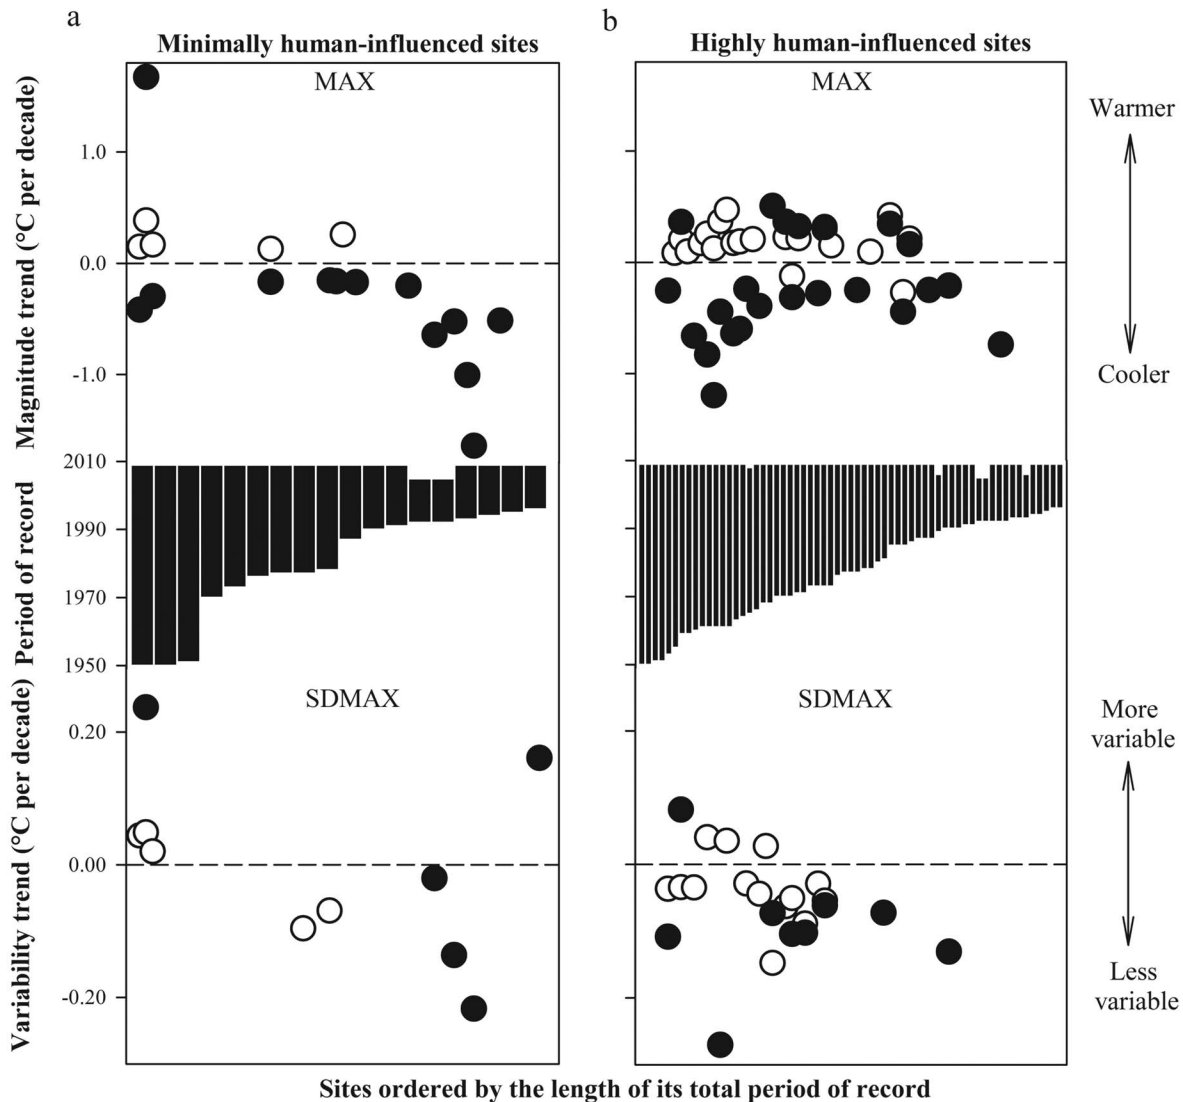 a
b
Minimally human-influenced sites
Highly human-influenced sites
MAX
MAX
Magnitude trend (°C per decade)
1.0
0.0
-1.0
Warmer
Cooler
Period of record
2010
1990
1970
1950
SDMAX
SDMAX
Variability trend (°C per decade)
0.20
0.00
-0.20
More
variable
Less
variable
Sites ordered by the length of its total period of record